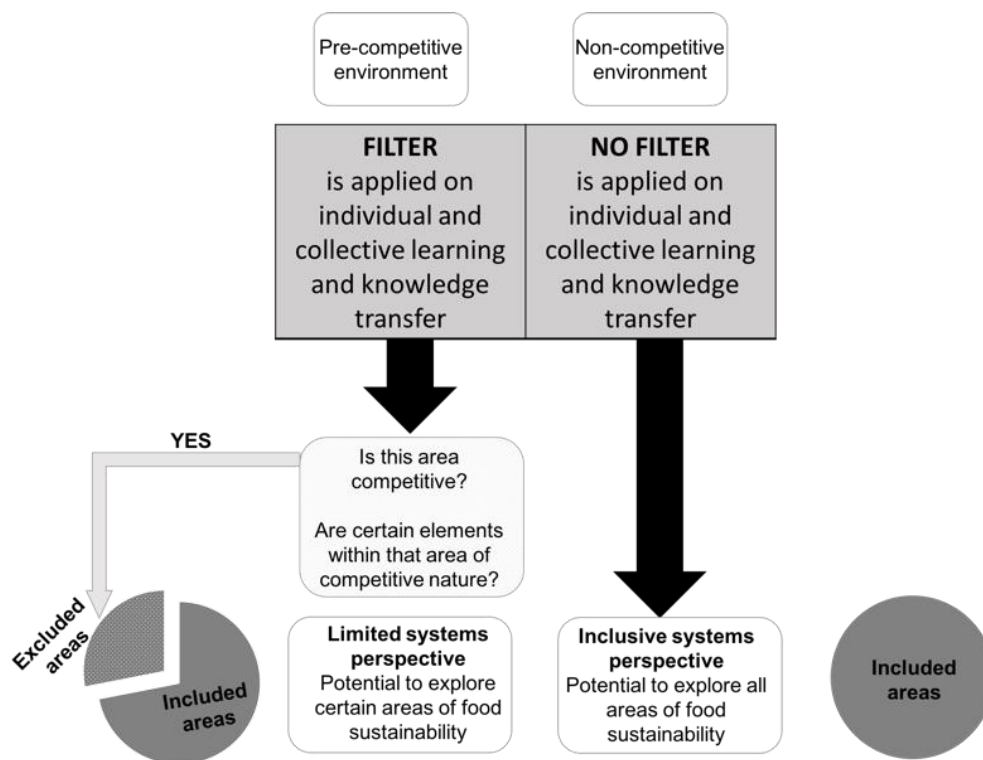 Pre-competitive
environment
Non-competitive
environment
FILTER
is applied on
individual and
collective learning
and knowledge
transfer
NO FILTER
is applied on
individual and
collective learning
and knowledge
transfer
YES
Is this area
competitive?
Are certain elements
within that area of
competitive nature?
Excluded
areas
Included
areas
Limited systems
perspective
Potential to explore
certain areas of food
sustainability
Inclusive systems
perspective
Potential to explore all
areas of food
sustainability
Included
areas